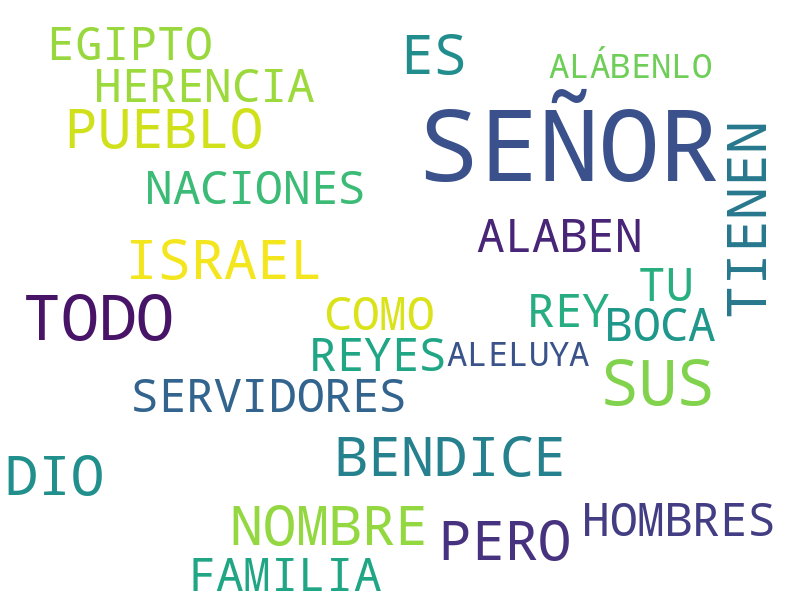 EGIPTO
ES
ALÁBENLO
HERENCIA
PUEBLO
SEÑOR
TIENEN
NACIONES
ALABEN
ISRAEL
TU
TODO
COMO
REY
BOCA
REYES
ALELUYA
SERVIDORES
SUS
BENDICE
DIO
NOMBRE
PERO
HOMBRES
FAMILIA